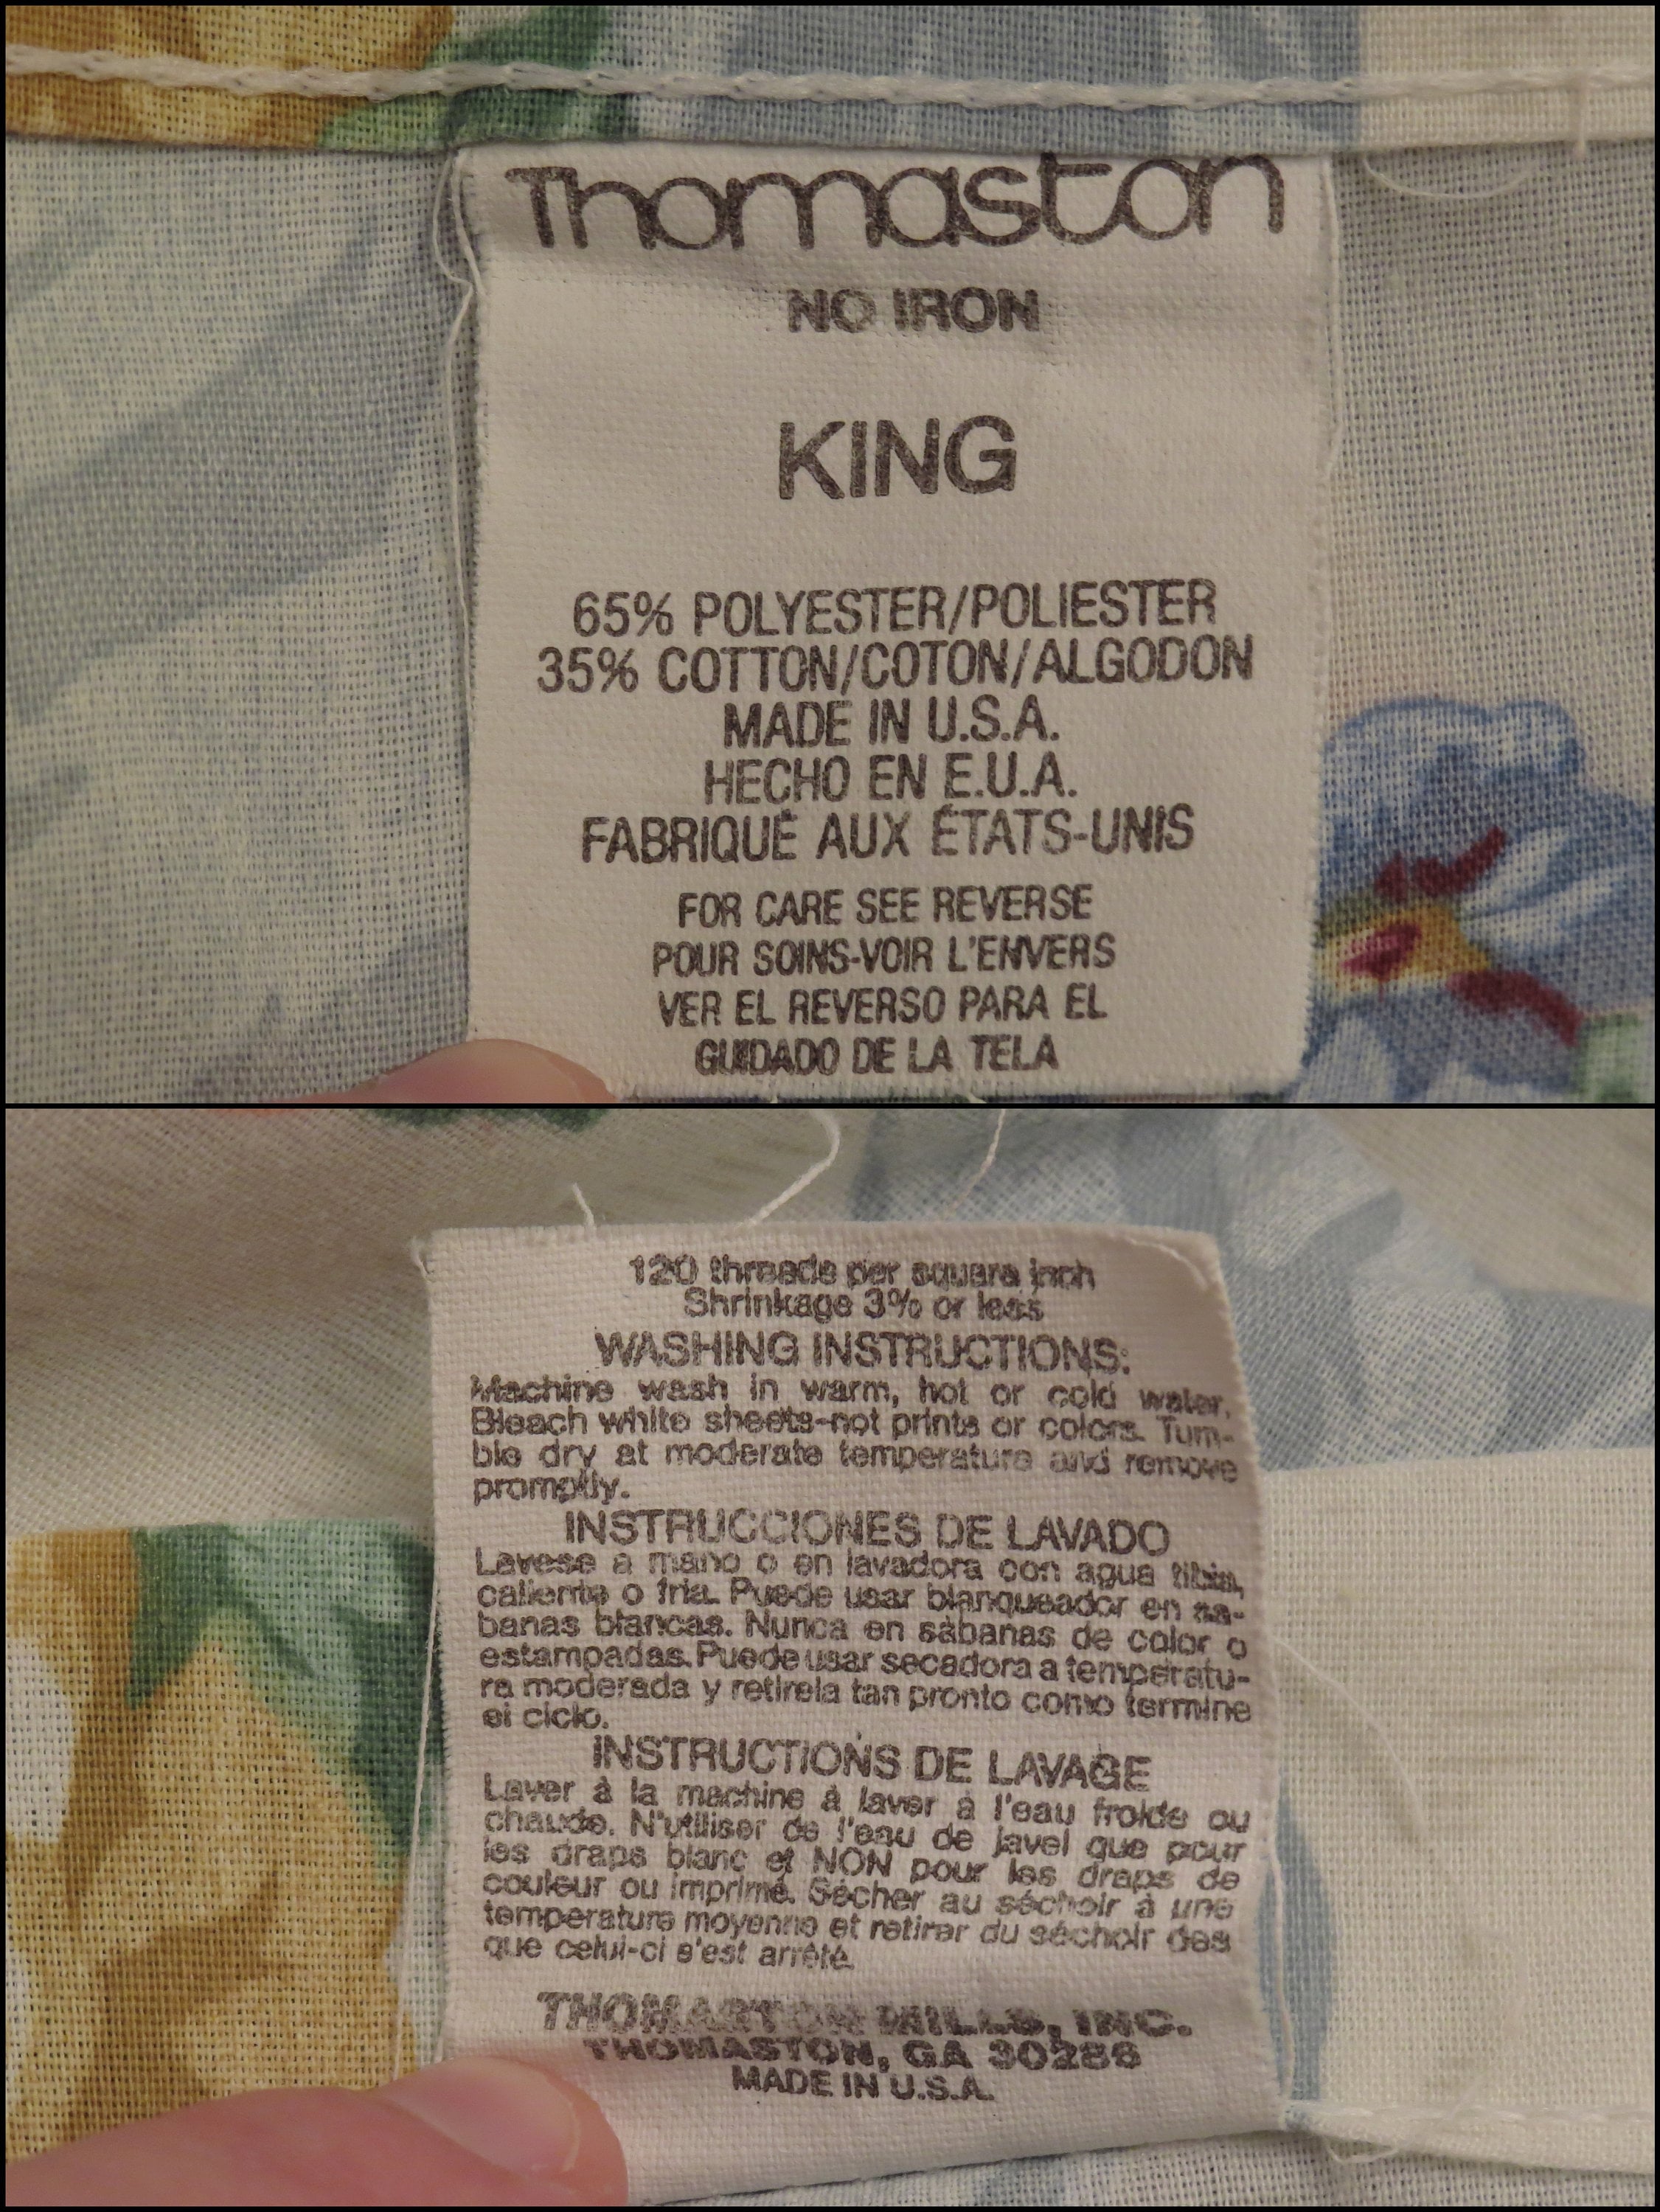 Thomaston
NO IRON
KING
65% POLYESTER/POLIESTER
35% COTTON/COTON/ALGODON
MADE IN U.S.A.
HECHO EN E.U.A.
FABRIQUÉ AUX ÉTATS-UNIS
FOR CARE SEE REVERSE
POUR SOINS-VOIR L'ENVERS
VER EL REVERSO PARA EL
GUIDADO DE LA TELA
120 threads per square inch
Shrinkage 3% or less
WASHING INSTRUCTIONS:
Machine wash in warm, hot or cold water.
Bleach white sheets-not prints or colors. Tum-
ble dry at moderate temperature and remove
promptly.
INSTRUCCIONES DE LAVADO
Lavese a mano o en lavadora con agua tibia,
caliente o fria. Puede usar blanqueador en sa-
banas blancas. Nunca en sábanas de color o
estampadas. Puede usar secadora a temperatu-
ra moderada y retirela tan pronto como termine
el ciclo.
INSTRUCTIONS DE LAVAGE
Laver à la machine à laver à l'eau froide ou
chaude. N'utiliser de l'eau de javel que pour
les draps blanc et NON pour les draps de
couleur ou imprimé. Sécher au séchoir à une
temperature moyenne et retirer du séchoir des
que celui-ci s'est arrêté.
THOMASTON MILLS, INC.
THOMASTON, GA 30286
MADE IN U.S.A.